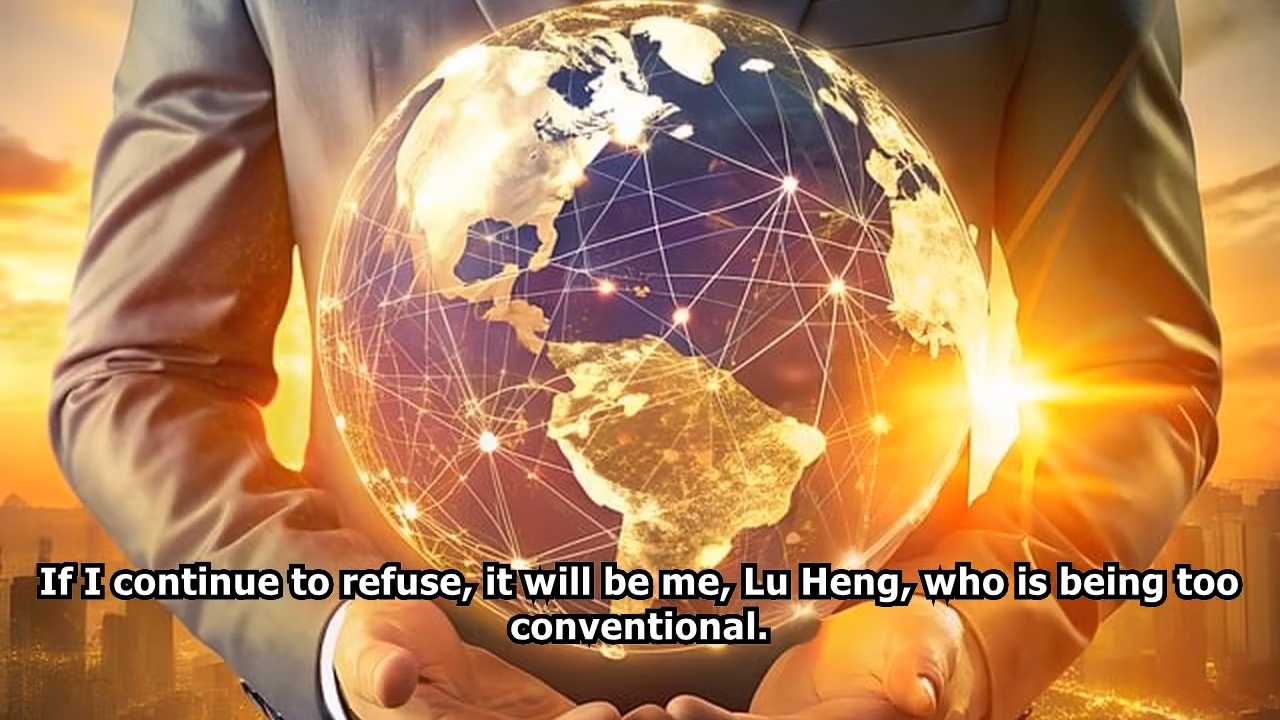 If I continue to refuse, it will be me, Lu Heng, who is being too
conventional.